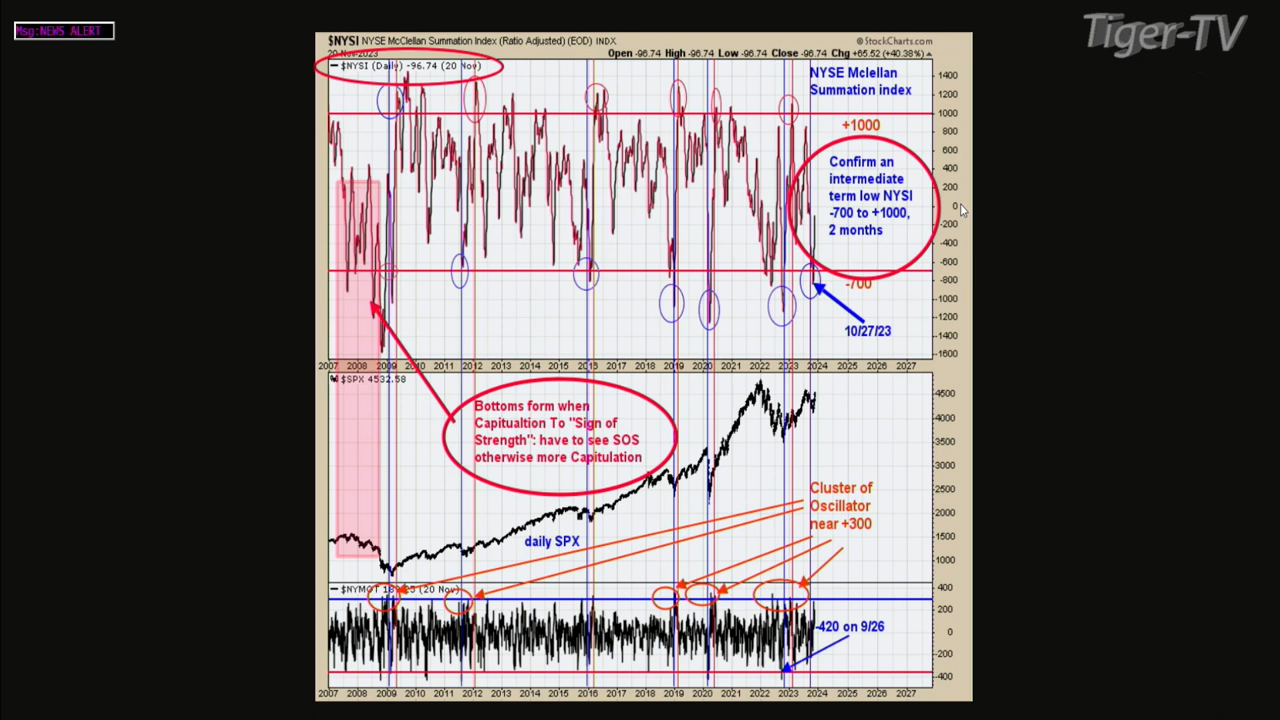 Msg:NEWS ALERT
Tiger-TV
$NYSI NYSE McClellan Summation Index (Ratio Adjusted) (EOD) INDX
© StockCharts.com
Open -96.74 High -96.74 Low -96.74 Close -96.74 Chg +65.52 (+40.38%)
$NYSI (Daily) -96.74 (20 Nov)
NYSE Mclellan
Summation index
+1000
Confirm an
intermediate
term low NYSI
-700 to +1000,
2 months
-700
10/27/23
1400
1200
1000
800
600
400
200
0
-200
-400
-600
-800
-1000
-1200
-1400
-1600
2007 2008 2009 2010 2011 2012 2013 2014 2015 2016 2017 2018 2019 2020 2021 2022 2023 2024 2025 2026 2027
$SPX 4532.58
Bottoms form when
Capitualtion To "Sign of
Strength": have to see SOS
otherwise more Capitulation
daily SPX
Cluster of
Oscillator
near +300
4500
4000
3500
3000
2500
2000
1500
1000
$NYMOT
(20 Nov)
-420 on 9/26
400
200
0
-200
-400
2007 2008 2009 2010 2011 2012 2013 2014 2015 2016 2017 2018 2019 2020 2021 2022 2023 2024 2025 2026 2027